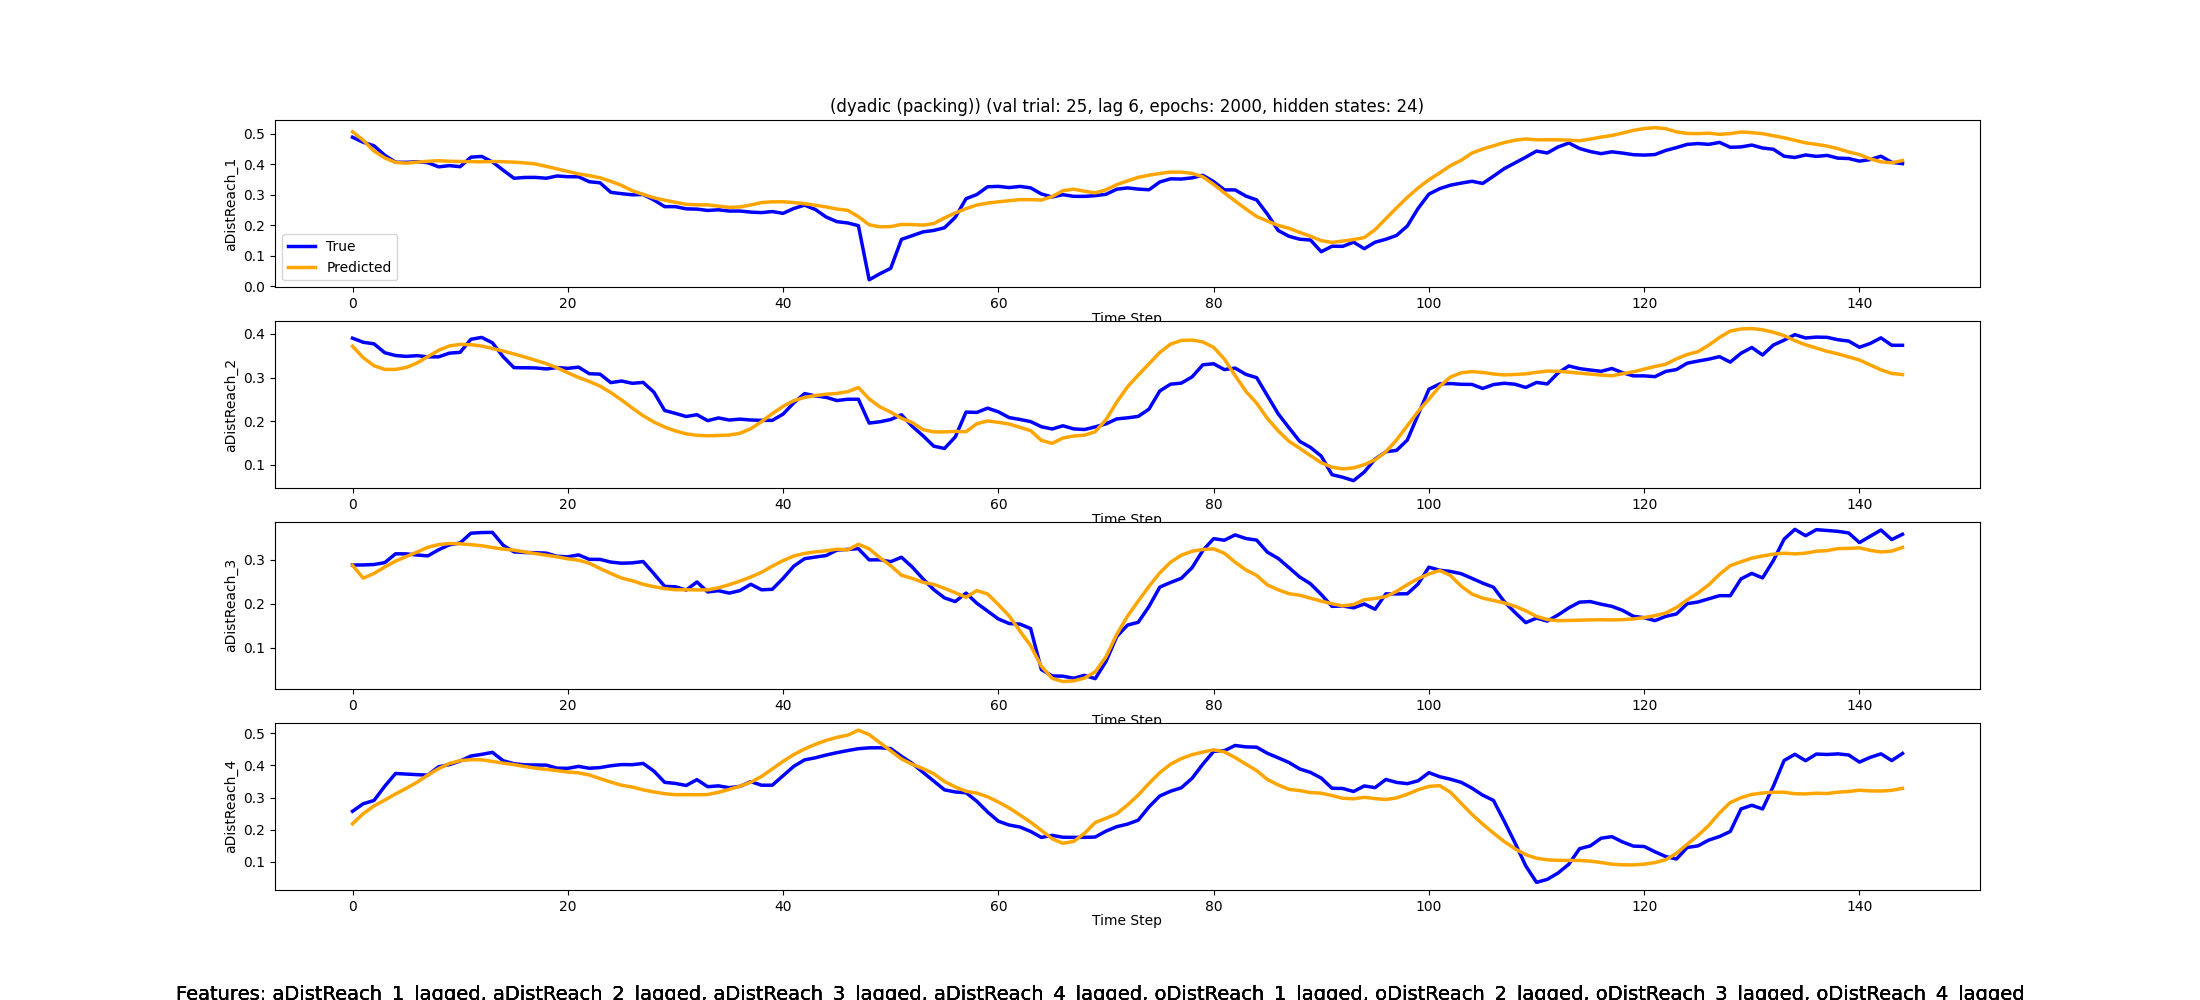 (dyadic (packing)) (val trial: 25, lag 6, epochs: 2000, hidden states: 24)
aDistReach_1
0.5
0.4
0.3
0.2
0.1
0.0
True
Predicted
0 20 40 60 80 100 120 140
Time Step
aDistReach_2
0.4
0.3
0.2
0.1
0 20 40 60 80 100 120 140
Time Step
aDistReach_3
0.3
0.2
0.1
0 20 40 60 80 100 120 140
Time Step
aDistReach_4
0.5
0.4
0.3
0.2
0.1
0 20 40 60 80 100 120 140
Time Step
Features: aDistReach_1_lagged, aDistReach_2_lagged, aDistReach_3_lagged, aDistReach_4_lagged, oDistReach_1_lagged, oDistReach_2_lagged, oDistReach_3_lagged, oDistReach_4_lagged